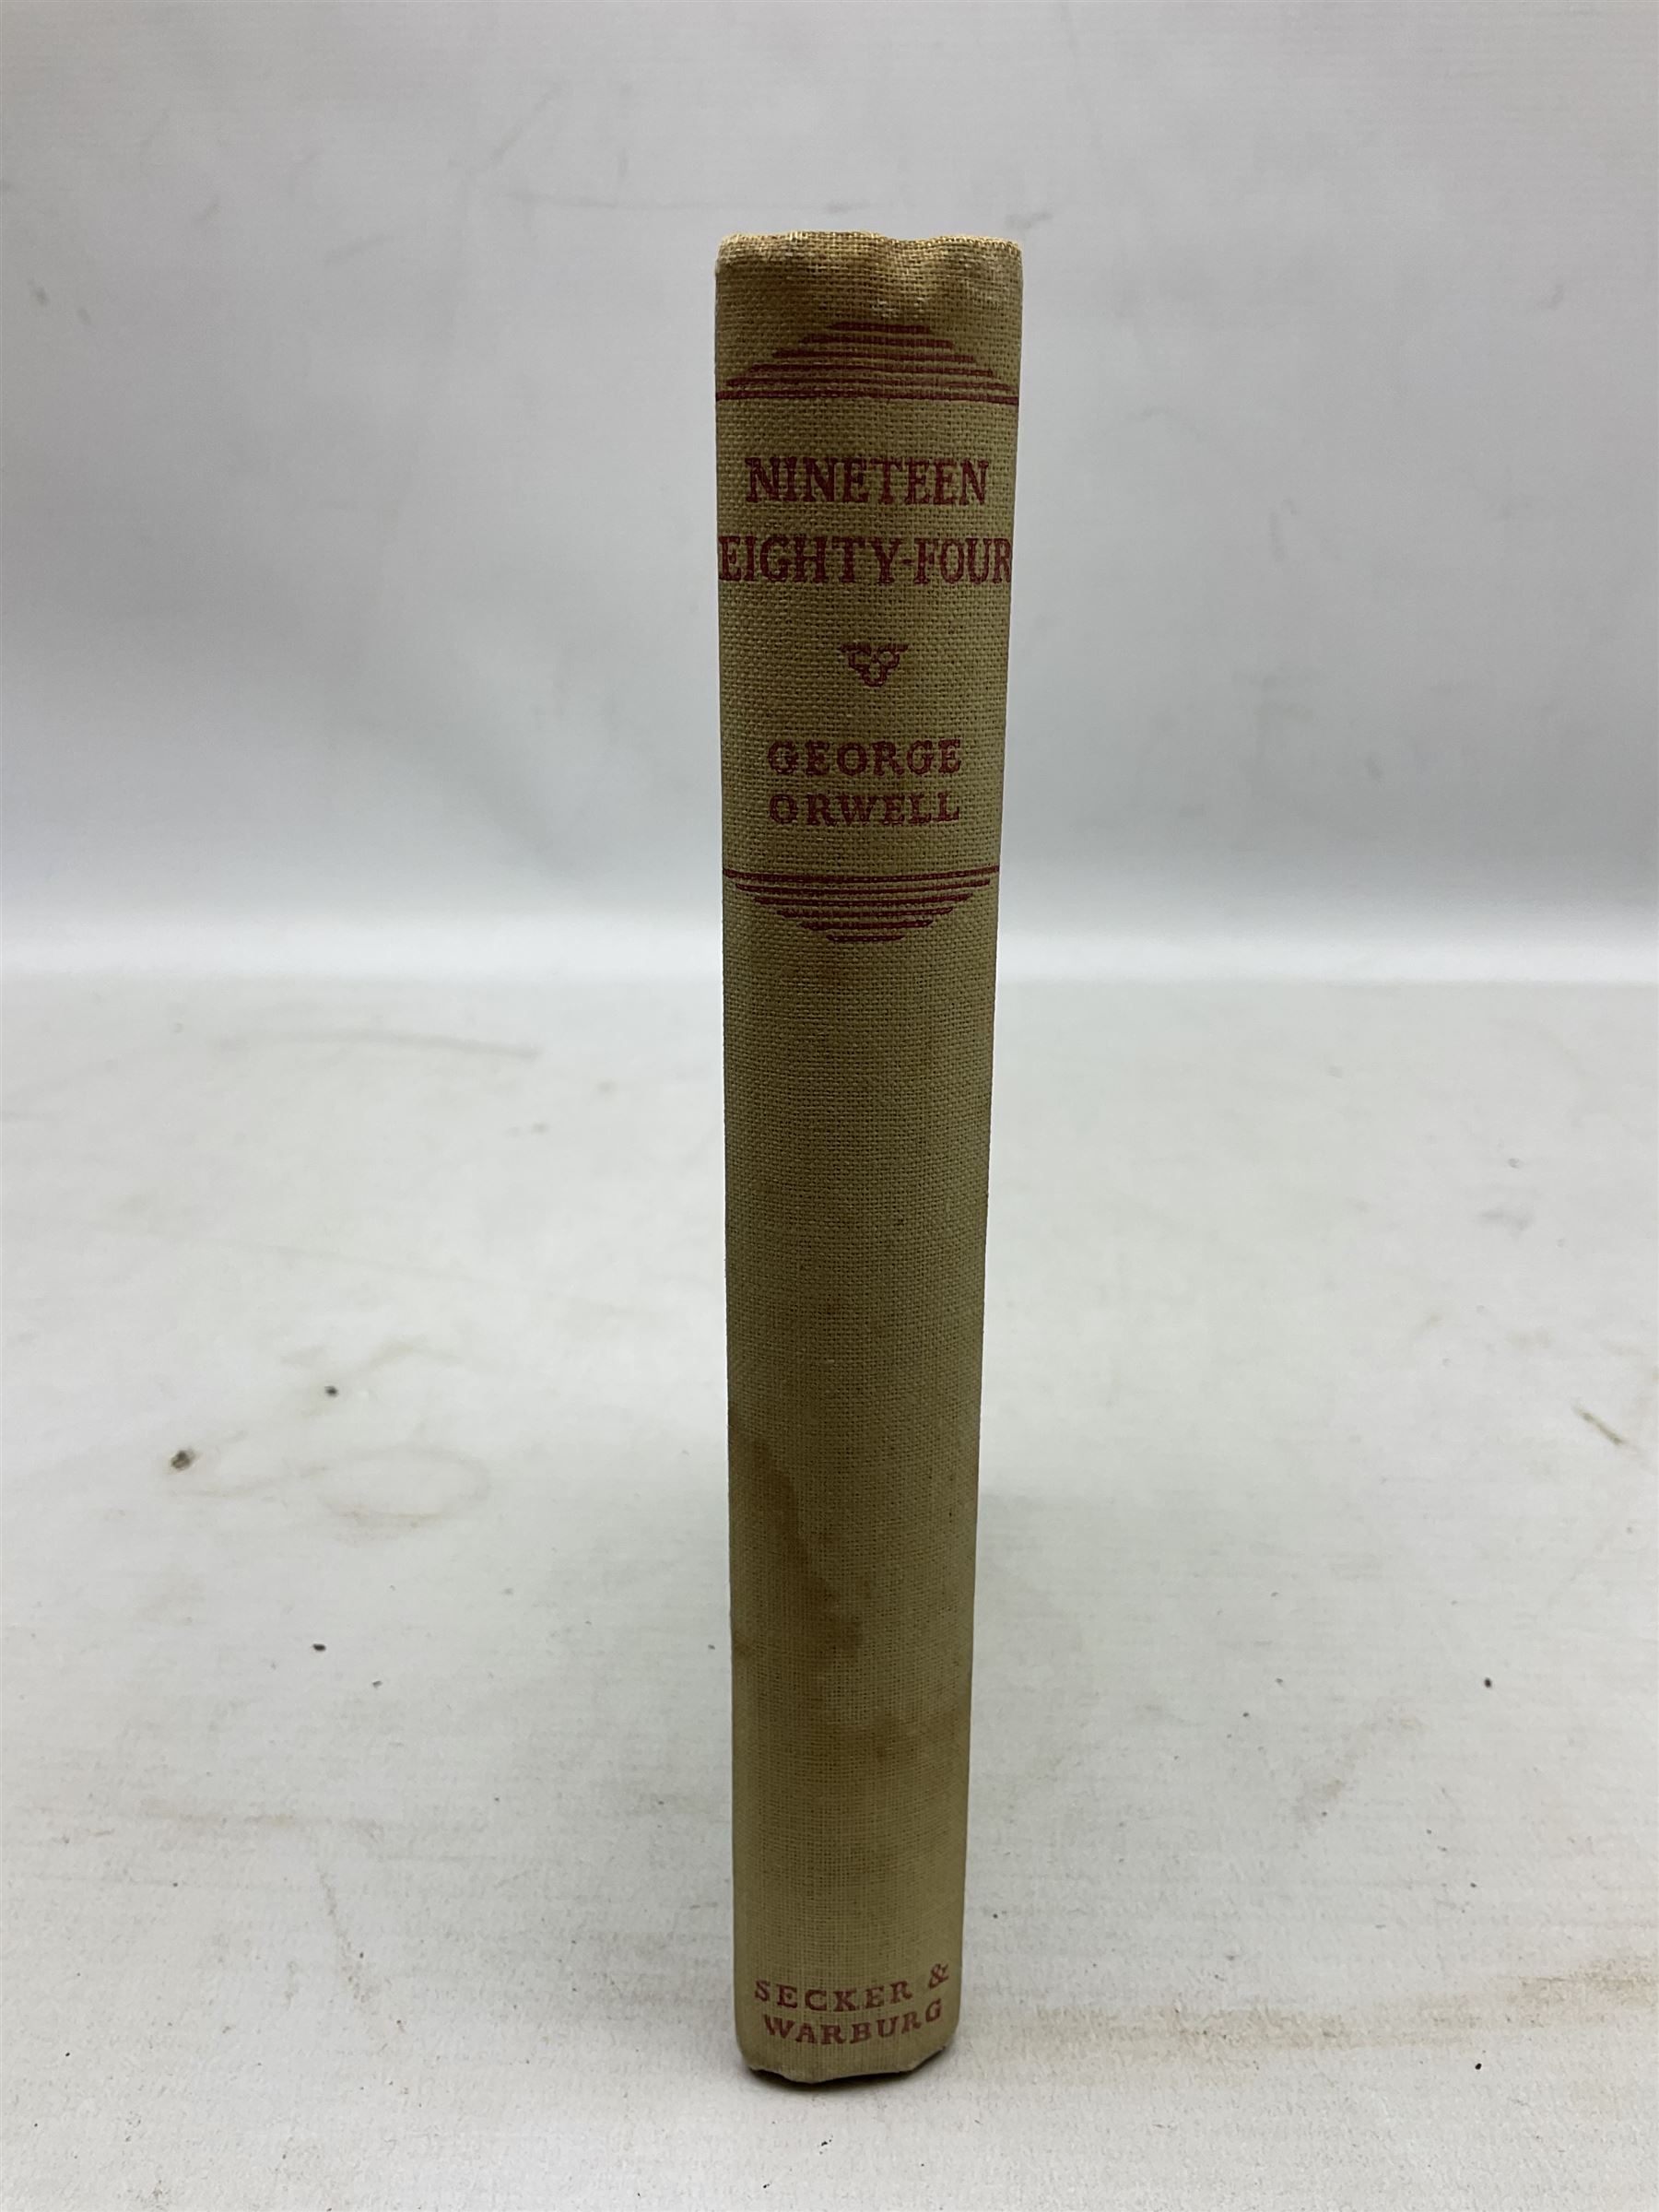 NINETEEN
EIGHTY-FOUR
GEORGE
ORWELL
SECKER &
WARBURG